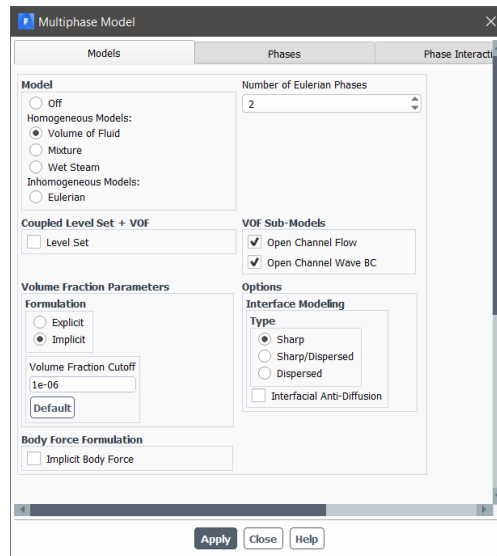 Multiphase Model
Models
Phases
Phase Interacti
Model
Off
Homogeneous Models:
Volume of Fluid
Mixture
Wet Steam
Inhomogeneous Models:
Eulerian
Number of Eulerian Phases
2
Coupled Level Set + VOF
Level Set
VOF Sub-Models
Open Channel Flow
Open Channel Wave BC
Volume Fraction Parameters
Formulation
Explicit
Implicit
Volume Fraction Cutoff
1e-06
Default
Options
Interface Modeling
Type
Sharp
Sharp/Dispersed
Dispersed
Interfacial Anti-Diffusion
Body Force Formulation
Implicit Body Force
Apply
Close
Help